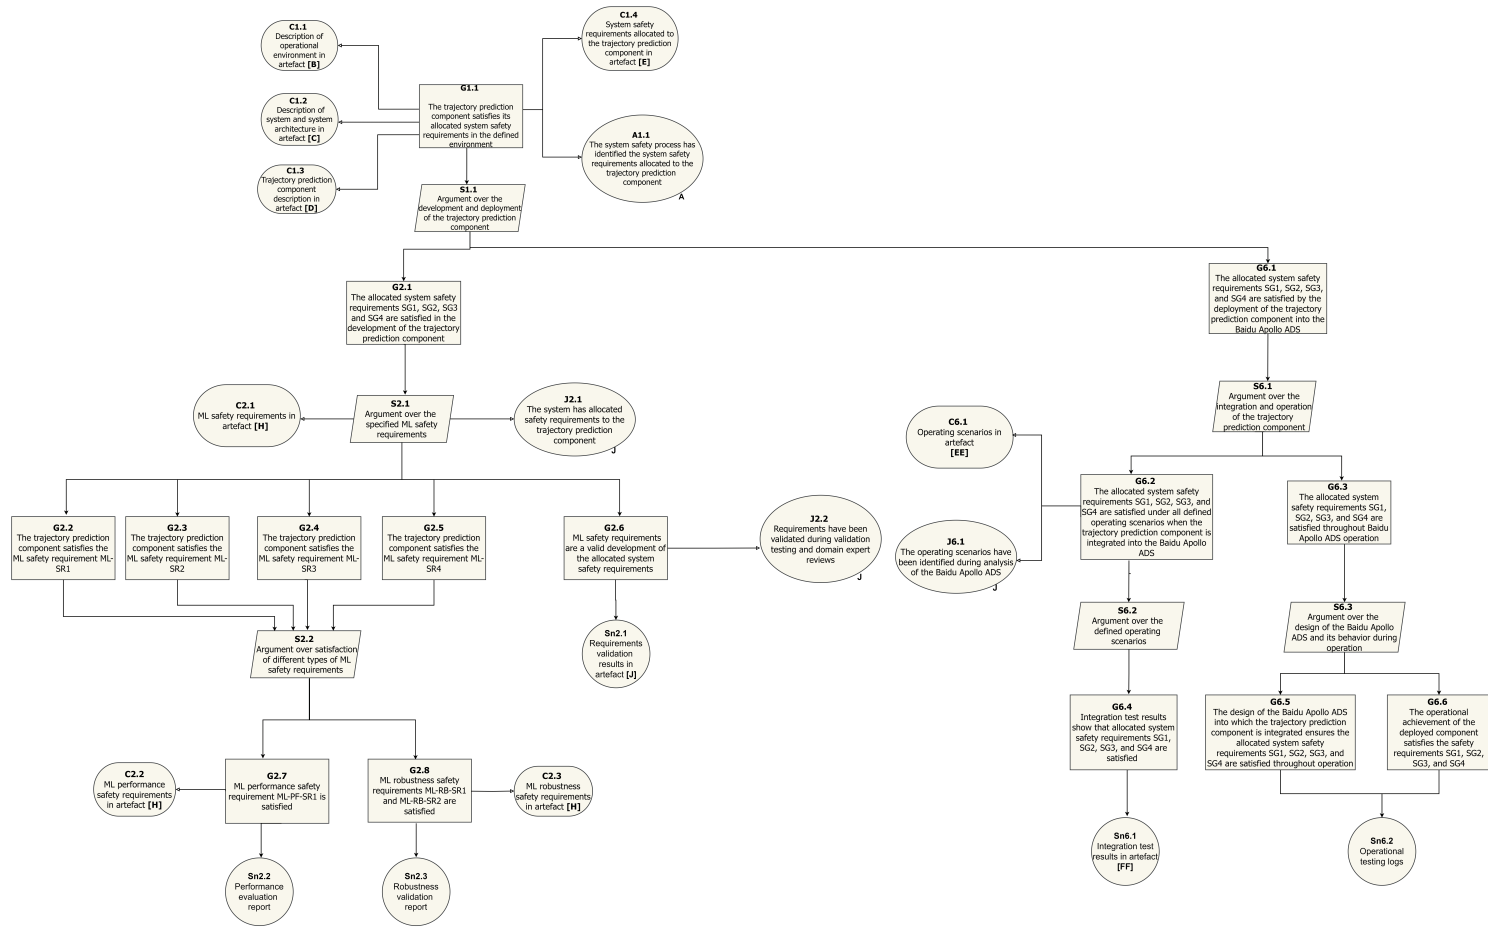 C1.1
Description of
operational
environment in
artefact [B]
C1.4
System safety
requirements allocated to
the trajectory prediction
component in
artefact [E]
G1.1
The trajectory prediction
component satisfies its
allocated system safety
requirements in the defined
environment
C1.2
Description of
system and system
architecture in
artefact [C]
A1.1
The system safety process has
identified the system safety
requirements allocated to the
trajectory prediction
component
A
C1.3
Trajectory prediction
component
description in
artefact [D]
S1.1
Argument over the
development and deployment
of the trajectory prediction
component
G2.1
The allocated system safety
requirements SG1, SG2, SG3
and SG4 are satisfied in the
development of the trajectory
prediction component
G6.1
The allocated system safety
requirements SG1, SG2, SG3,
and SG4 are satisfied by the
deployment of the trajectory
prediction component into the
Baidu Apollo ADS
C2.1
ML safety requirements in
artefact [H]
S2.1
Argument over the
specified ML safety
requirements
J2.1
The system has allocated
safety requirements to the
trajectory prediction
component
J
S6.1
Argument over the
integration and operation
of the trajectory
prediction component
C6.1
Operating scenarios in
artefact
[EE]
G6.2
The allocated system safety
requirements SG1, SG2, SG3, and
SG4 are satisfied under all defined
operating scenarios when the
trajectory prediction component is
integrated into the Baidu Apollo
ADS
G6.3
The allocated system
safety requirements SG1,
SG2, SG3, and SG4 are
satisfied throughout Baidu
Apollo ADS operation
G2.2
The trajectory prediction
component satisfies the
ML safety requirement ML-
SR1
G2.3
The trajectory prediction
component satisfies the
ML safety requirement ML-
SR2
G2.4
The trajectory prediction
component satisfies the
ML safety requirement ML-
SR3
G2.5
The trajectory prediction
component satisfies the
ML safety requirement ML-
SR4
G2.6
ML safety requirements
are a valid development of
the allocated system
safety requirements
J2.2
Requirements have been
validated during validation
testing and domain expert
reviews
J
J6.1
The operating scenarios have
been identified during analysis
of the Baidu Apollo ADS
J
S2.2
Argument over satisfaction
of different types of ML
safety requirements
Sn2.1
Requirements
validation
results in
artefact [J]
S6.2
Argument over the
defined operating
scenarios
S6.3
Argument over the
design of the Baidu Apollo
ADS and its behavior during
operation
G6.4
Integration test results
show that allocated system
safety requirements SG1,
SG2, SG3, and SG4 are
satisfied
G6.5
The design of the Baidu Apollo ADS
into which the trajectory prediction
component is integrated ensures the
allocated system safety
requirements SG1, SG2, SG3, and
SG4 are satisfied throughout operation
G6.6
The operational
achievement of the
deployed component
satisfies the safety
requirements SG1, SG2,
SG3, and SG4
C2.2
ML performance
safety requirements
in artefact [H]
G2.7
ML performance safety
requirement ML-PF-SR1 is
satisfied
G2.8
ML robustness safety
requirements ML-RB-SR1
and ML-RB-SR2 are
satisfied
C2.3
ML robustness
safety requirements
in artefact [H]
Sn2.2
Performance
evaluation
report
Sn2.3
Robustness
validation
report
Sn6.1
Integration test
results in artefact
[FF]
Sn6.2
Operational
testing logs